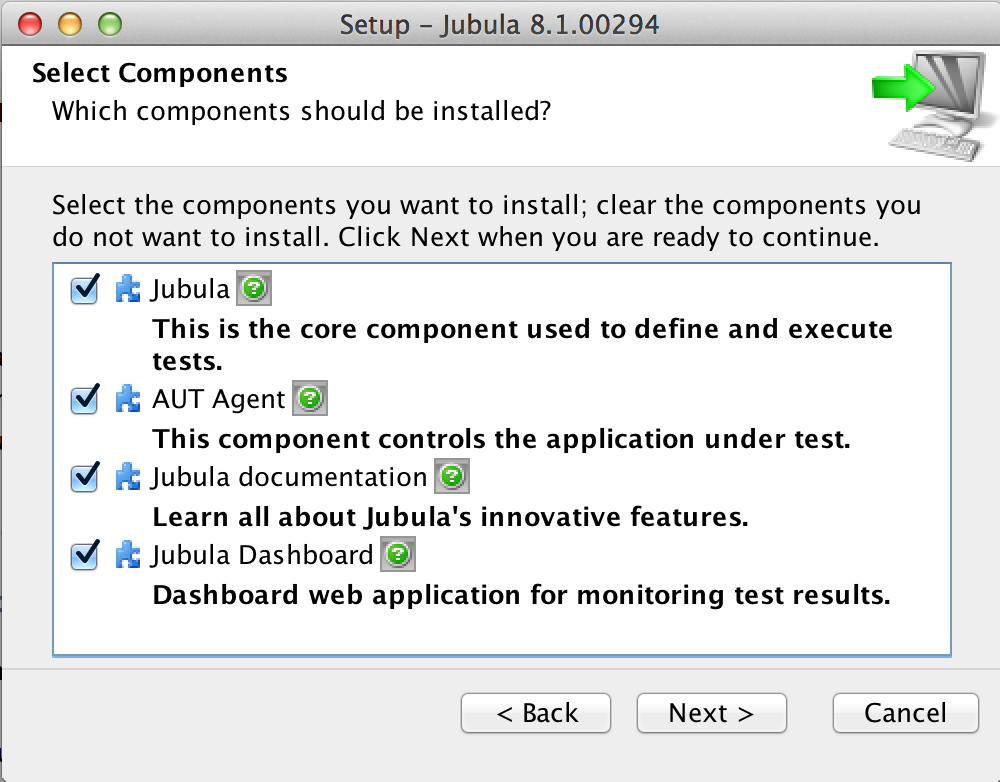 Setup – Jubula 8.1.00294
Select Components
Which components should be installed?
Select the components you want to install; clear the components you
do not want to install. Click Next when you are ready to continue.
Jubula
This is the core component used to define and execute
tests.
AUT Agent
This component controls the application under test.
Jubula documentation
Learn all about Jubula's innovative features.
Jubula Dashboard
Dashboard web application for monitoring test results.
< Back
Next >
Cancel